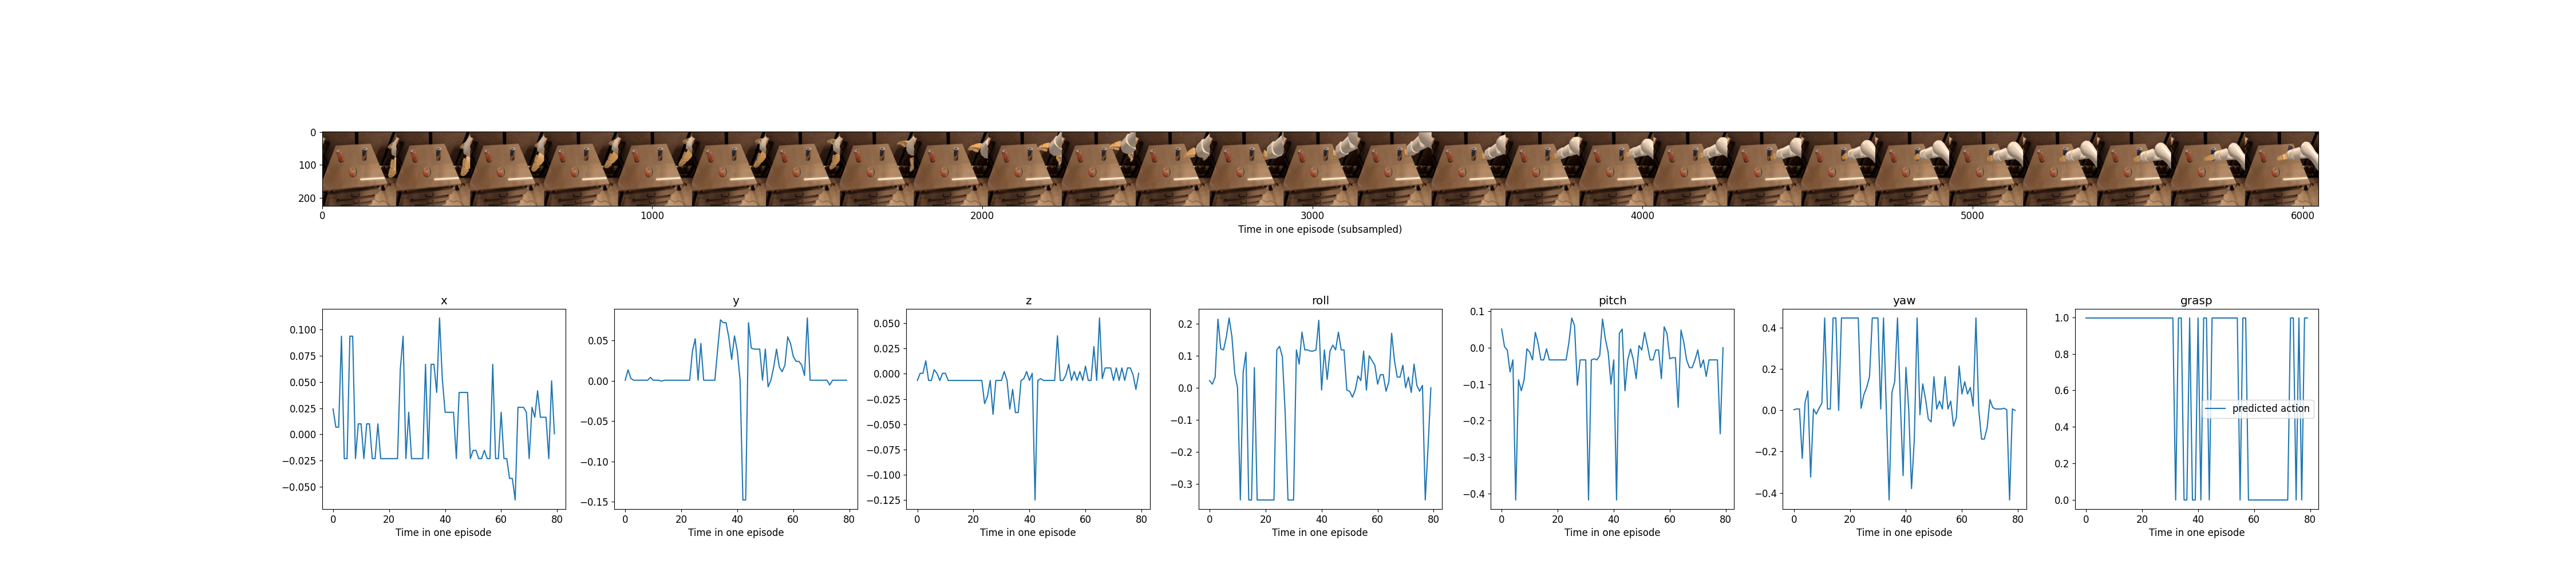 0
100
200
0 1000 2000 3000 4000 5000 6000
Time in one episode (subsampled)
x y z roll pitch yaw grasp
0.100
0.075
0.050
0.025
0.000
−0.025
−0.050
0 20 40 60 80
Time in one episode
0.05
0.00
−0.05
−0.10
−0.15
0 20 40 60 80
Time in one episode
0.050
0.025
0.000
−0.025
−0.050
−0.075
−0.100
−0.125
0 20 40 60 80
Time in one episode
0.2
0.1
0.0
−0.1
−0.2
−0.3
0 20 40 60 80
Time in one episode
0.1
0.0
−0.1
−0.2
−0.3
−0.4
0 20 40 60 80
Time in one episode
0.4
0.2
0.0
−0.2
−0.4
0 20 40 60 80
Time in one episode
1.0
0.8
0.6
0.4
0.2
0.0
predicted action
0 20 40 60 80
Time in one episode